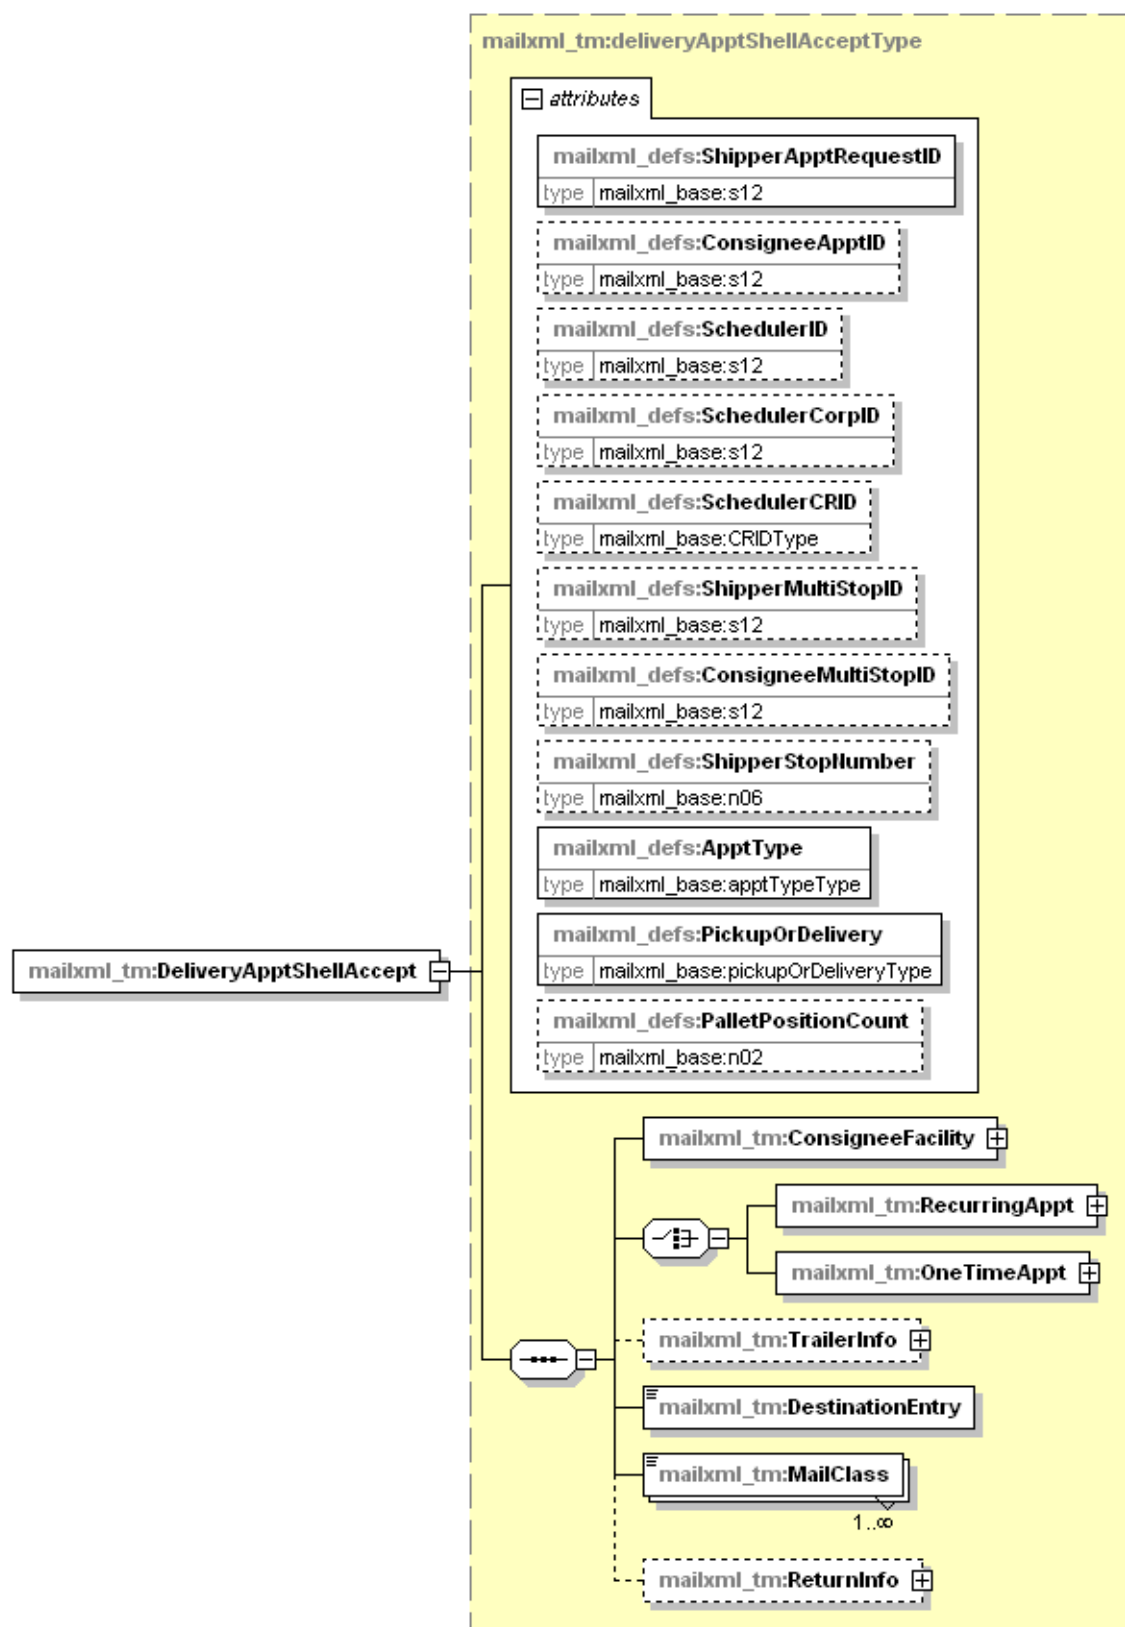 mailxml_tm:deliveryApptShellAcceptType
attributes
mailxml_defs:ShipperApptRequestID
type mailxml_base:s12
mailxml_defs:ConsigneeApptID
type mailxml_base:s12
mailxml_defs:SchedulerID
type mailxml_base:s12
mailxml_defs:SchedulerCorpID
type mailxml_base:s12
mailxml_defs:SchedulerCRID
type mailxml_base:CRIDType
mailxml_defs:ShipperMultiStopID
type mailxml_base:s12
mailxml_defs:ConsigneeMultiStopID
type mailxml_base:s12
mailxml_defs:ShipperStopNumber
type mailxml_base:n06
mailxml_defs:ApptType
type mailxml_base:apptTypeType
mailxml_defs:PickupOrDelivery
type mailxml_base:pickupOrDeliveryType
mailxml_defs:PalletPositionCount
type mailxml_base:n02
mailxml_tm:DeliveryApptShellAccept
mailxml_tm:ConsigneeFacility
mailxml_tm:RecurringAppt
mailxml_tm:OneTimeAppt
mailxml_tm:TrailerInfo
mailxml_tm:DestinationEntry
mailxml_tm:MailClass
1..∞
mailxml_tm:ReturnInfo